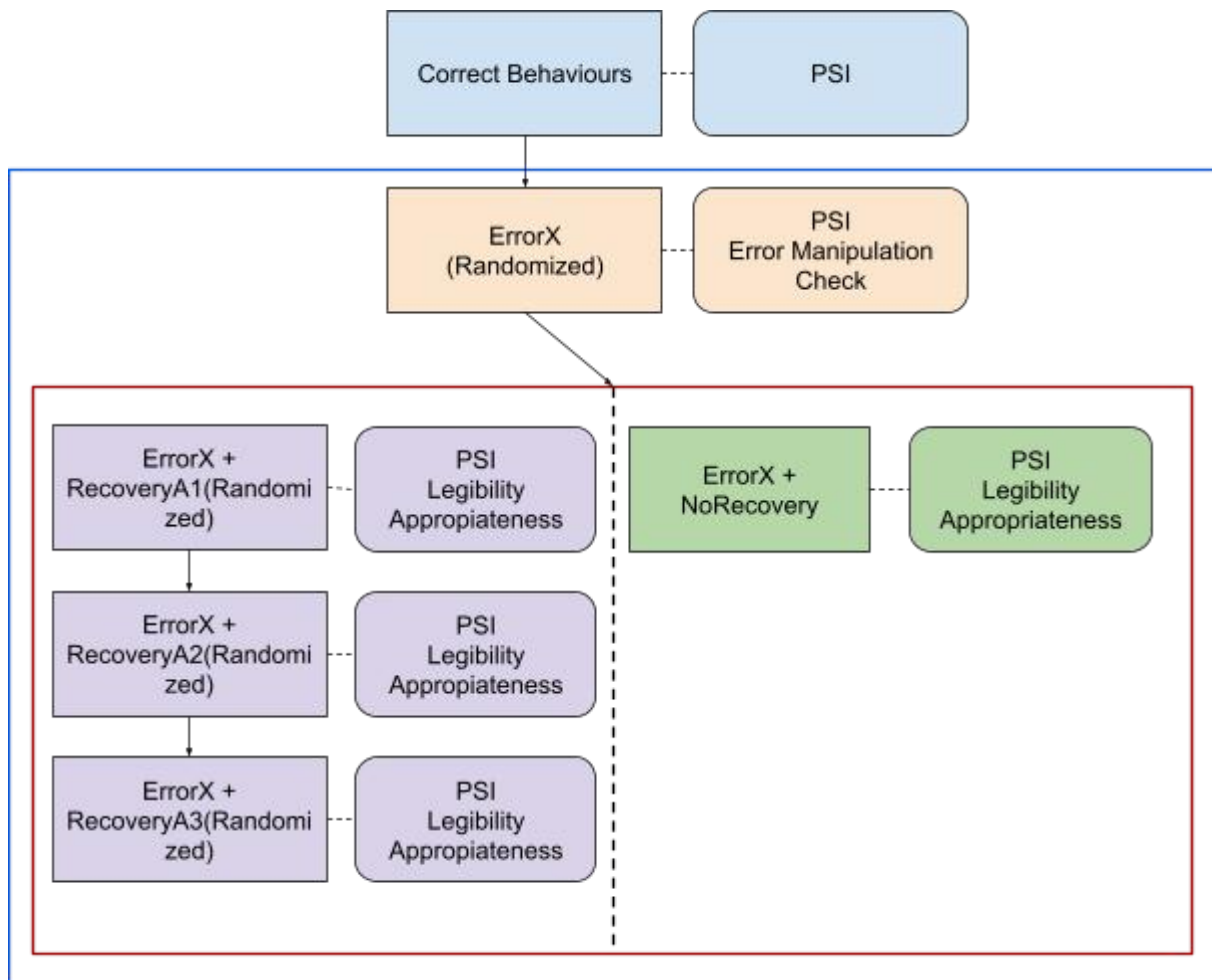 Correct Behaviours
PSI
ErrorX
(Randomized)
PSI
Error Manipulation
Check
ErrorX +
RecoveryA1(Randomi
zed)
PSI
Legibility
Appropiateness
ErrorX +
NoRecovery
PSI
Legibility
Appropriateness
ErrorX +
RecoveryA2(Randomi
zed)
PSI
Legibility
Appropiateness
ErrorX +
RecoveryA3(Randomi
zed)
PSI
Legibility
Appropiateness